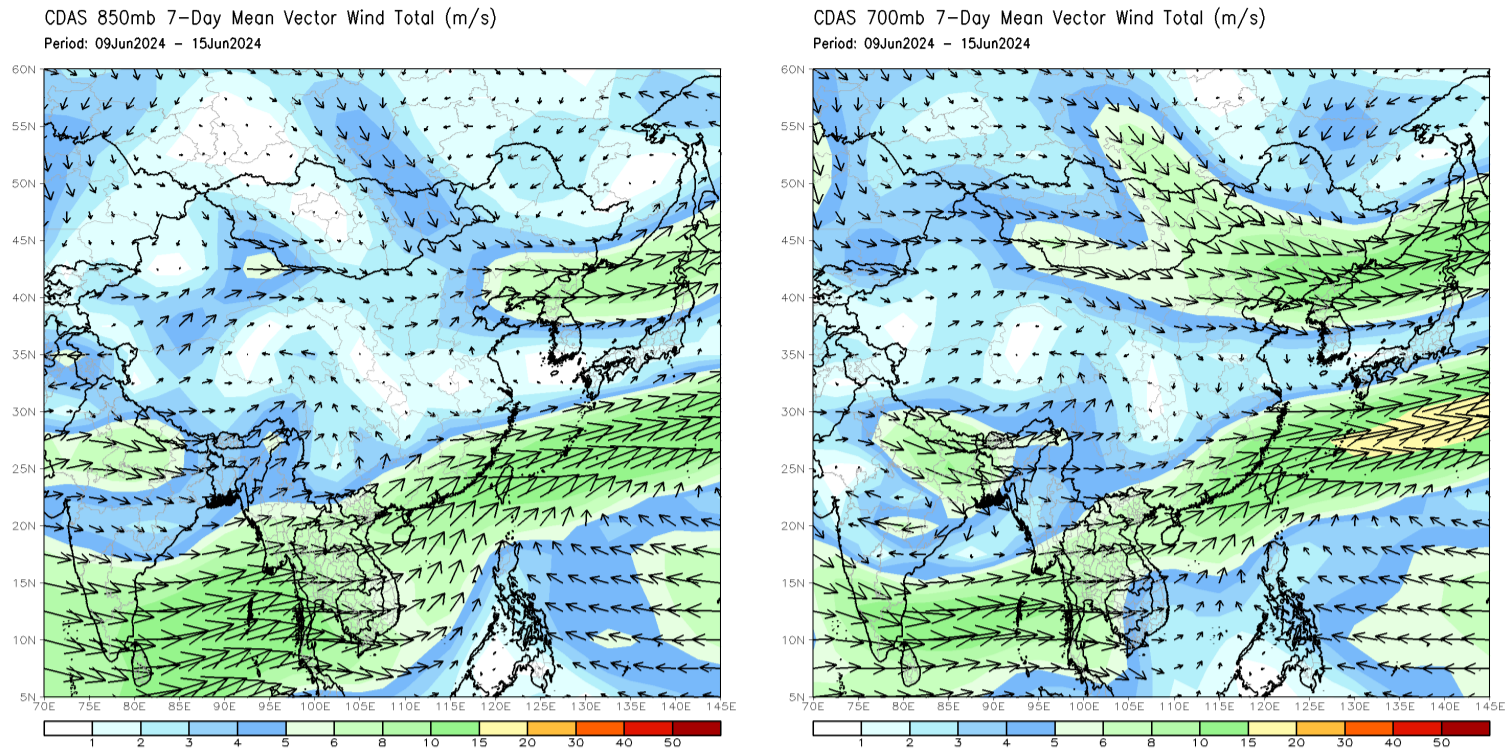 CDAS 850mb 7-Day Mean Vector Wind Total (m/s)
Period: 09Jun2024 - 15Jun2024
60N
55N
50N
45N
40N
35N
30N
25N
20N
15N
10N
5N
70E 75E 80E 85E 90E 95E 100E 105E 110E 115E 120E 125E 130E 135E 140E 145E
1 2 3 4 5 6 8 10 15 20 30 40 50
CDAS 700mb 7-Day Mean Vector Wind Total (m/s)
Period: 09Jun2024 - 15Jun2024
60N
55N
50N
45N
40N
35N
30N
25N
20N
15N
10N
5N
70E 75E 80E 85E 90E 95E 100E 105E 110E 115E 120E 125E 130E 135E 140E 145E
1 2 3 4 5 6 8 10 15 20 30 40 50